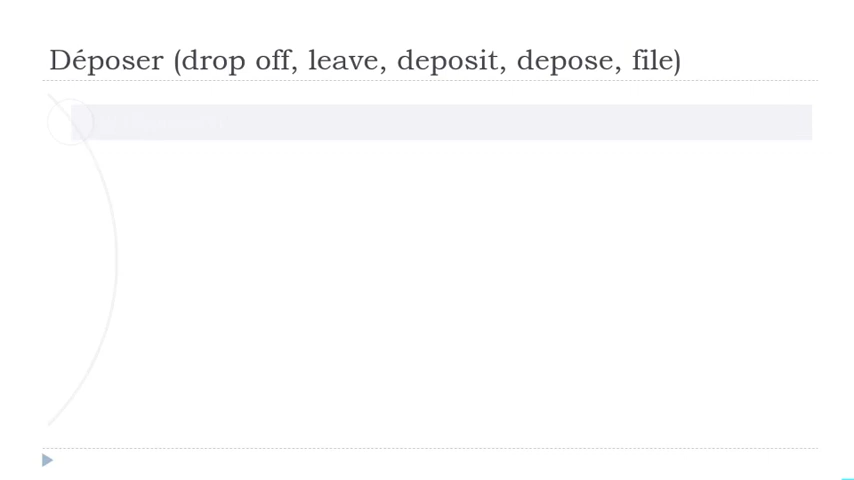 Déposer (drop off, leave, deposit, depose, file)